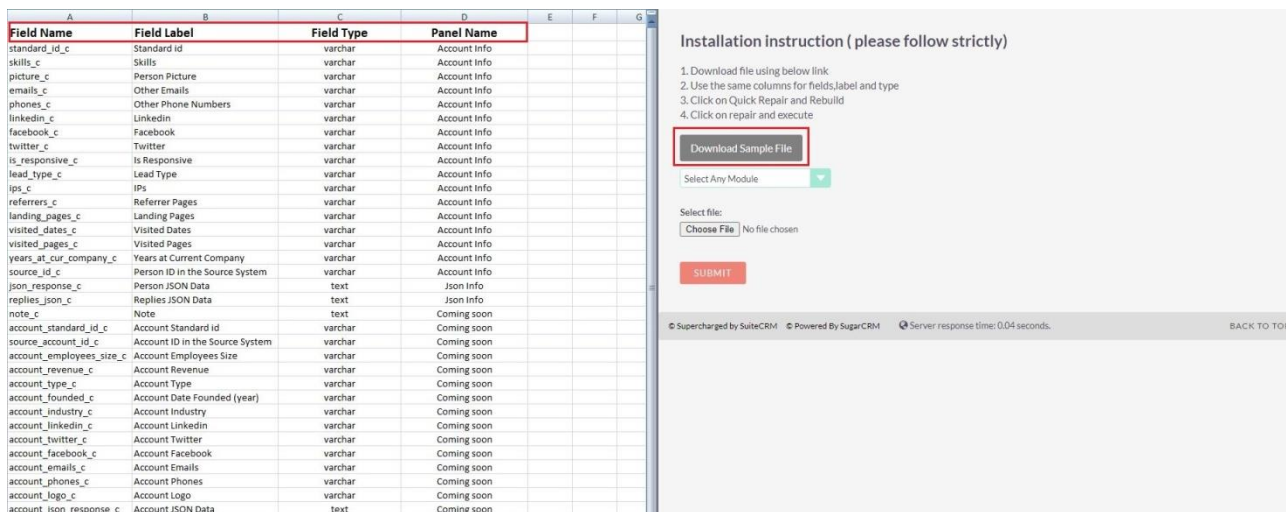 A B C D E F G
Field Name Field Label Field Type Panel Name
standard_id_c Standard id varchar Account Info
skills_c Skills varchar Account Info
picture_c Person Picture varchar Account Info
emails_c Other Emails varchar Account Info
phones_c Other Phone Numbers varchar Account Info
linkedin_c Linkedin varchar Account Info
facebook_c Facebook varchar Account Info
twitter_c Twitter varchar Account Info
is_responsive_c Is Responsive varchar Account Info
lead_type_c Lead Type varchar Account Info
ips_c IPs varchar Account Info
referrers_c Referrer Pages varchar Account Info
landing_pages_c Landing Pages varchar Account Info
visited_dates_c Visited Dates varchar Account Info
visited_pages_c Visited Pages varchar Account Info
years_at_cur_company_c Years at Current Company varchar Account Info
source_id_c Person ID in the Source System varchar Account Info
json_response_c Person JSON Data text Json Info
replies_json_c Replies JSON Data text Json Info
note_c Note text Coming soon
account_standard_id_c Account Standard id varchar Coming soon
source_account_id_c Account ID in the Source System varchar Coming soon
account_employees_size_c Account Employees Size varchar Coming soon
account_revenue_c Account Revenue varchar Coming soon
account_type_c Account Type varchar Coming soon
account_founded_c Account Date Founded (year) varchar Coming soon
account_industry_c Account Industry varchar Coming soon
account_linkedin_c Account Linkedin varchar Coming soon
account_twitter_c Account Twitter varchar Coming soon
account_facebook_c Account Facebook varchar Coming soon
account_emails_c Account Emails varchar Coming soon
account_phones_c Account Phones varchar Coming soon
account_logo_c Account Logo varchar Coming soon
account_json_response_c Account JSON Data text Coming soon
Installation instruction ( please follow strictly)
1. Download file using below link
2. Use the same columns for fields,label and type
3. Click on Quick Repair and Rebuild
4. Click on repair and execute
Download Sample File
Select Any Module
Select file:
Choose File No file chosen
SUBMIT
© Supercharged by SuiteCRM © Powered By SugarCRM Server response time: 0.04 seconds. BACK TO TOP